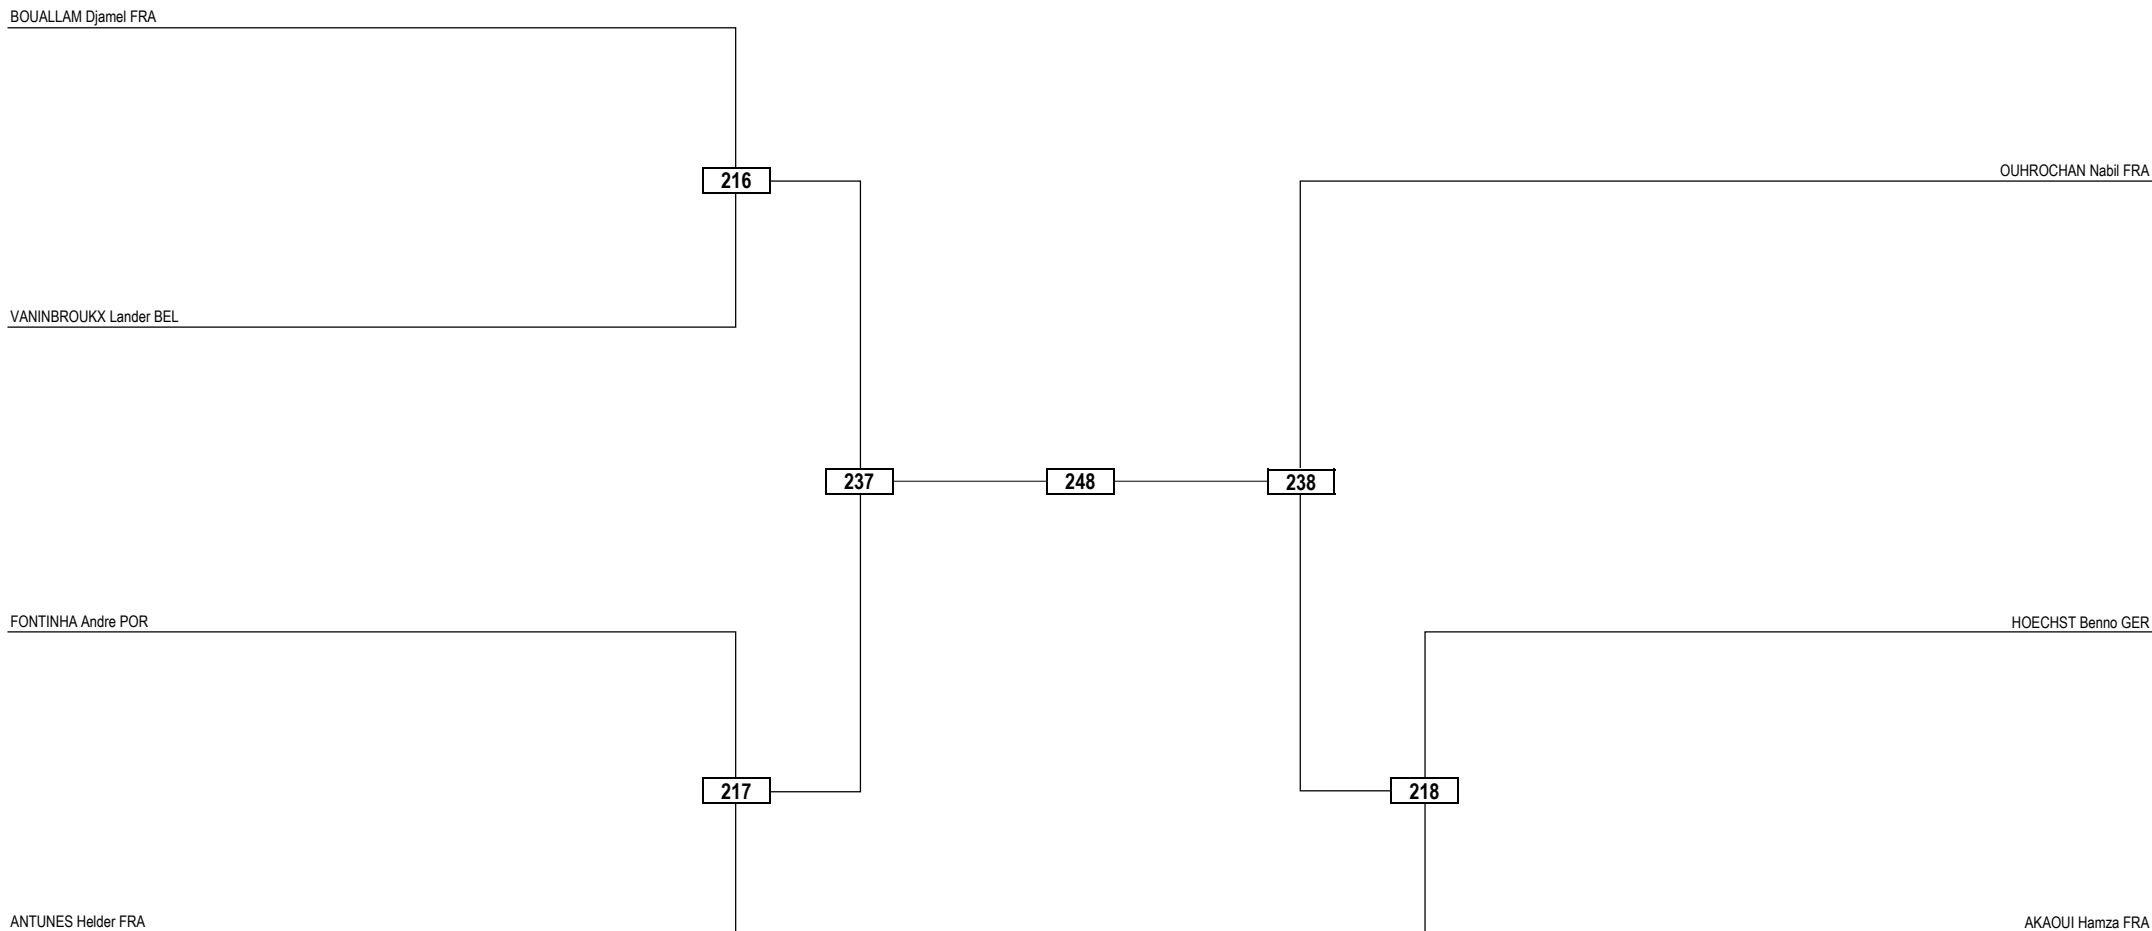 BOUALLAM Djamel FRA
216
OUHROCHAN Nabil FRA
VANINBROUKX Lander BEL
237
248
238
FONTINHA Andre POR
HOECHST Benno GER
217
218
ANTUNES Helder FRA
AKAOUI Hamza FRA